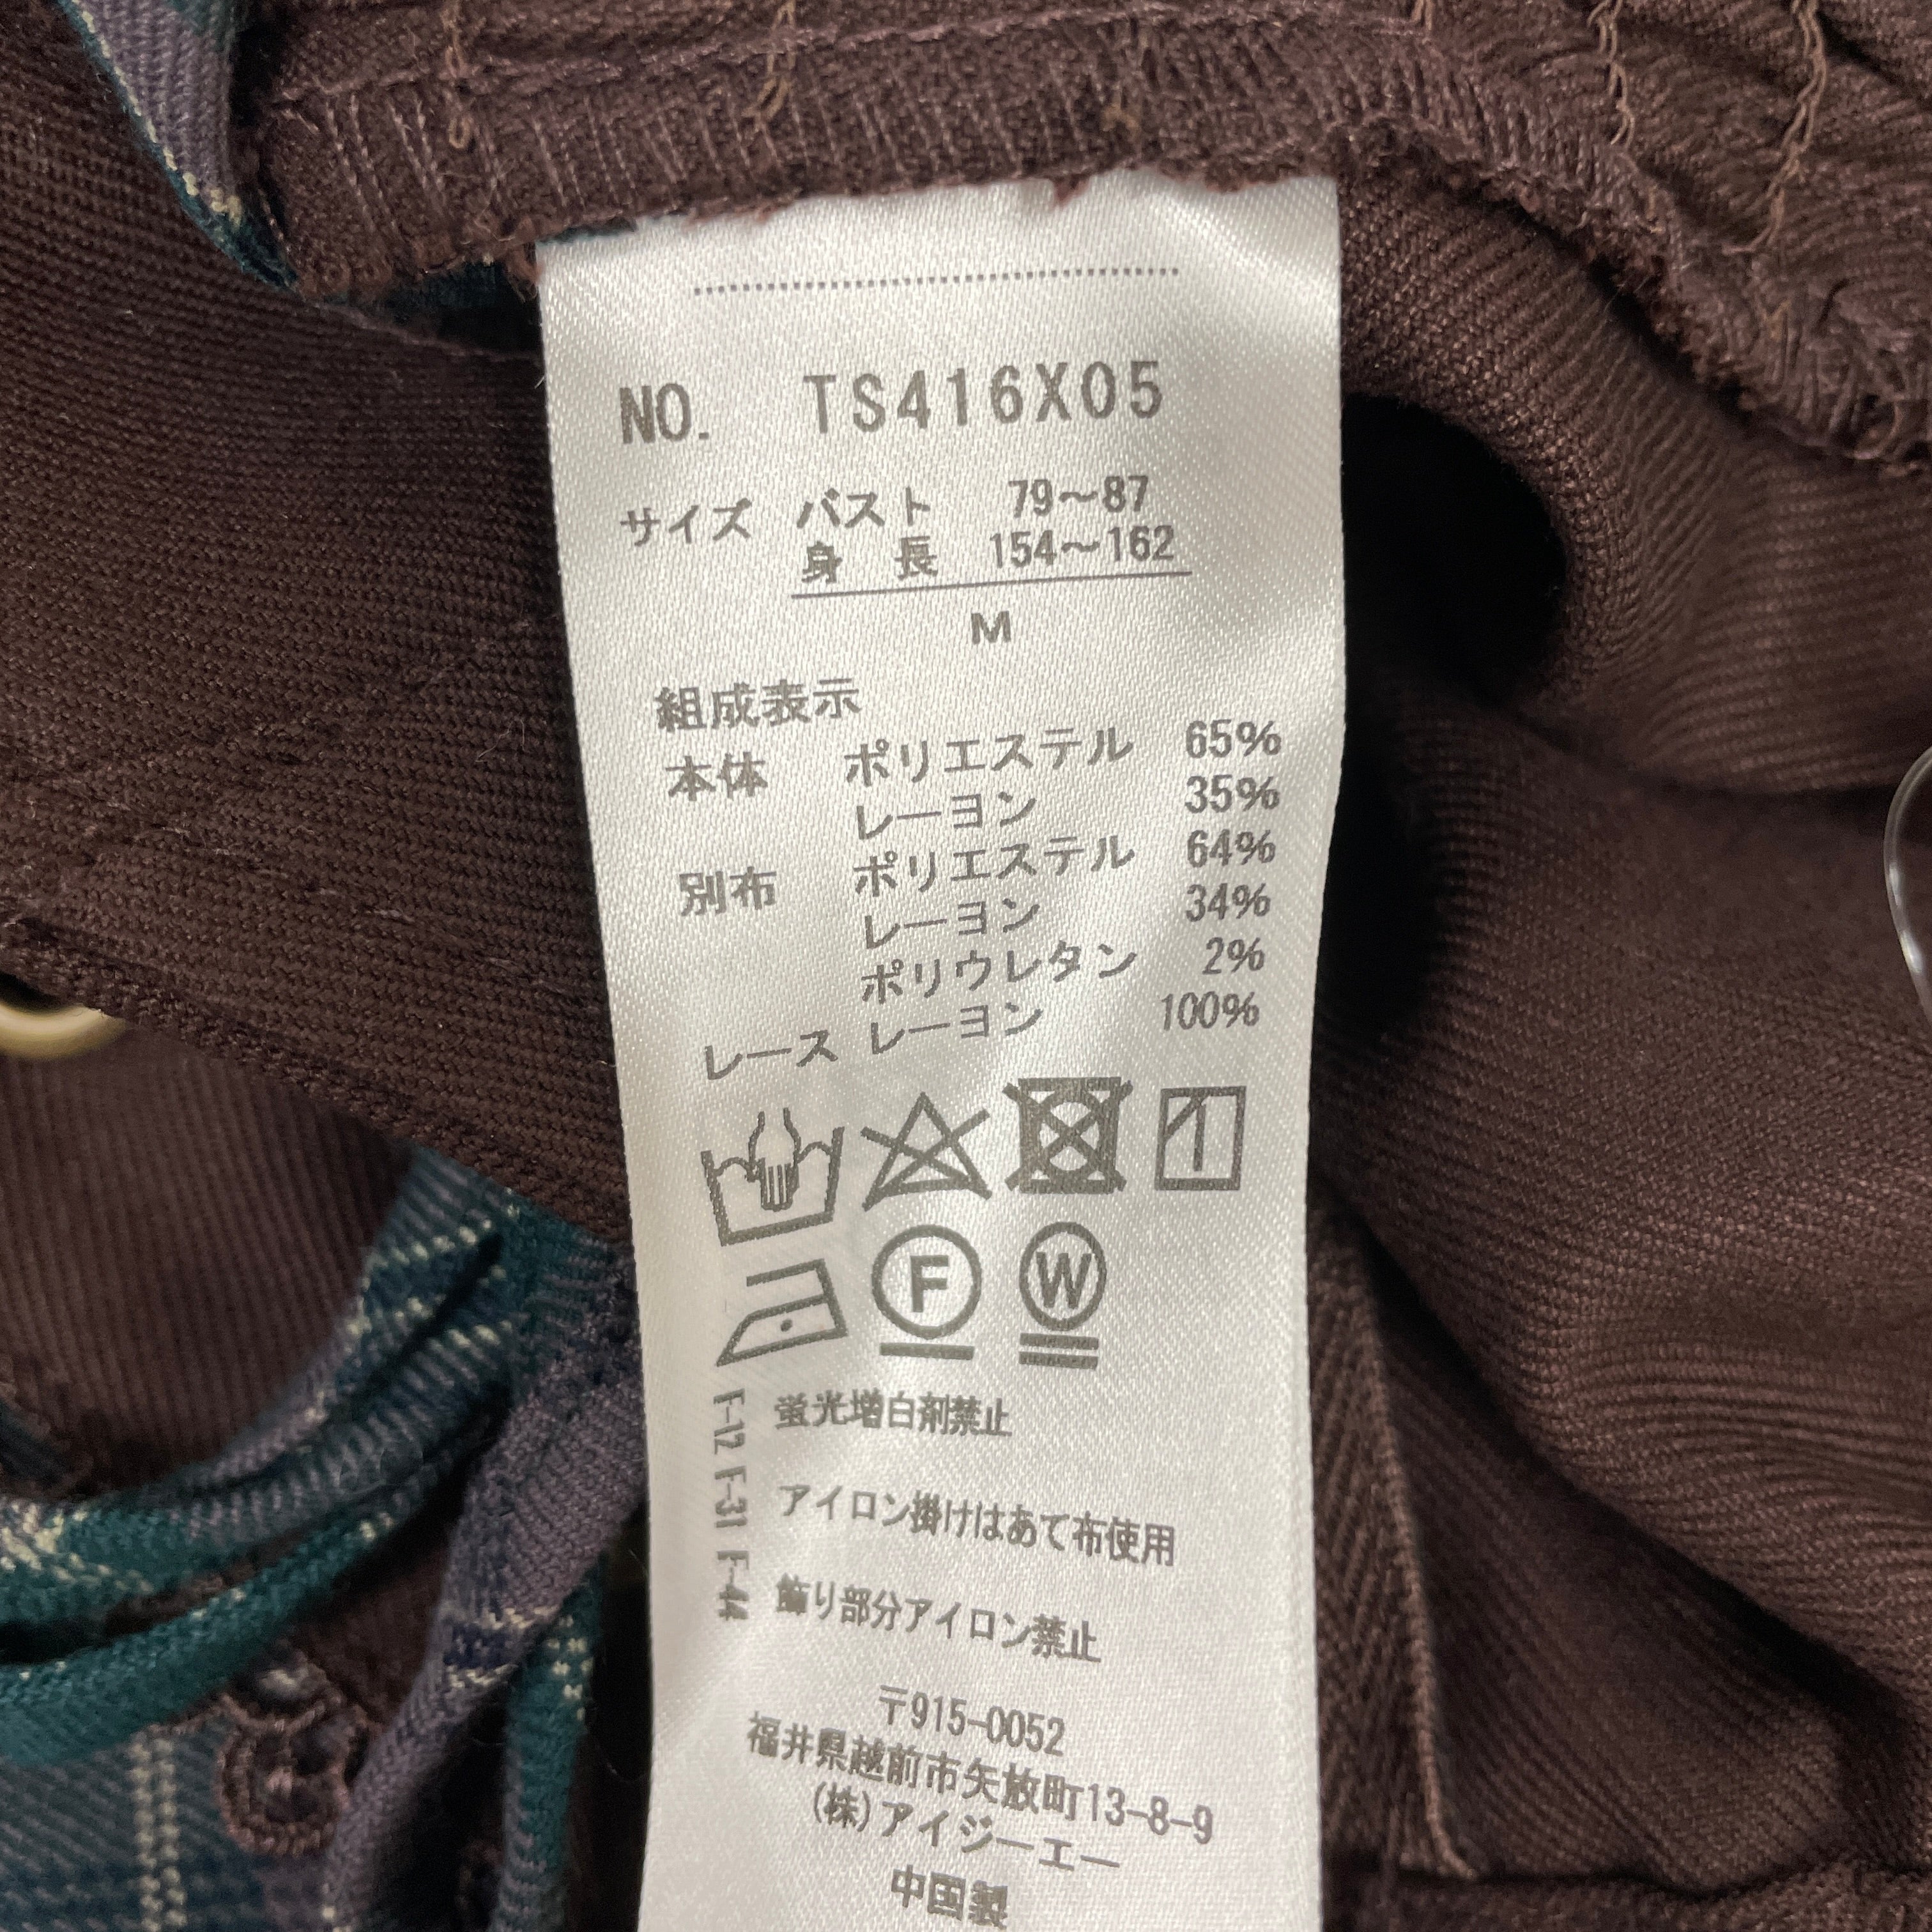 NO. TS416X05
サイズ バスト 79～87
身長 154～162
M
組成表示
本体 ポリエステル 65%
レーヨン 35%
別布 ポリエステル 64%
レーヨン 34%
ポリウレタン 2%
レース レーヨン 100%
F
W
F-12 F-31 F-44
蛍光増白剤禁止
アイロン掛けはあて布使用
飾り部分アイロン禁止
〒915-0052
福井県越前市矢放町13-8-9
(株)アイジーエー
中国製